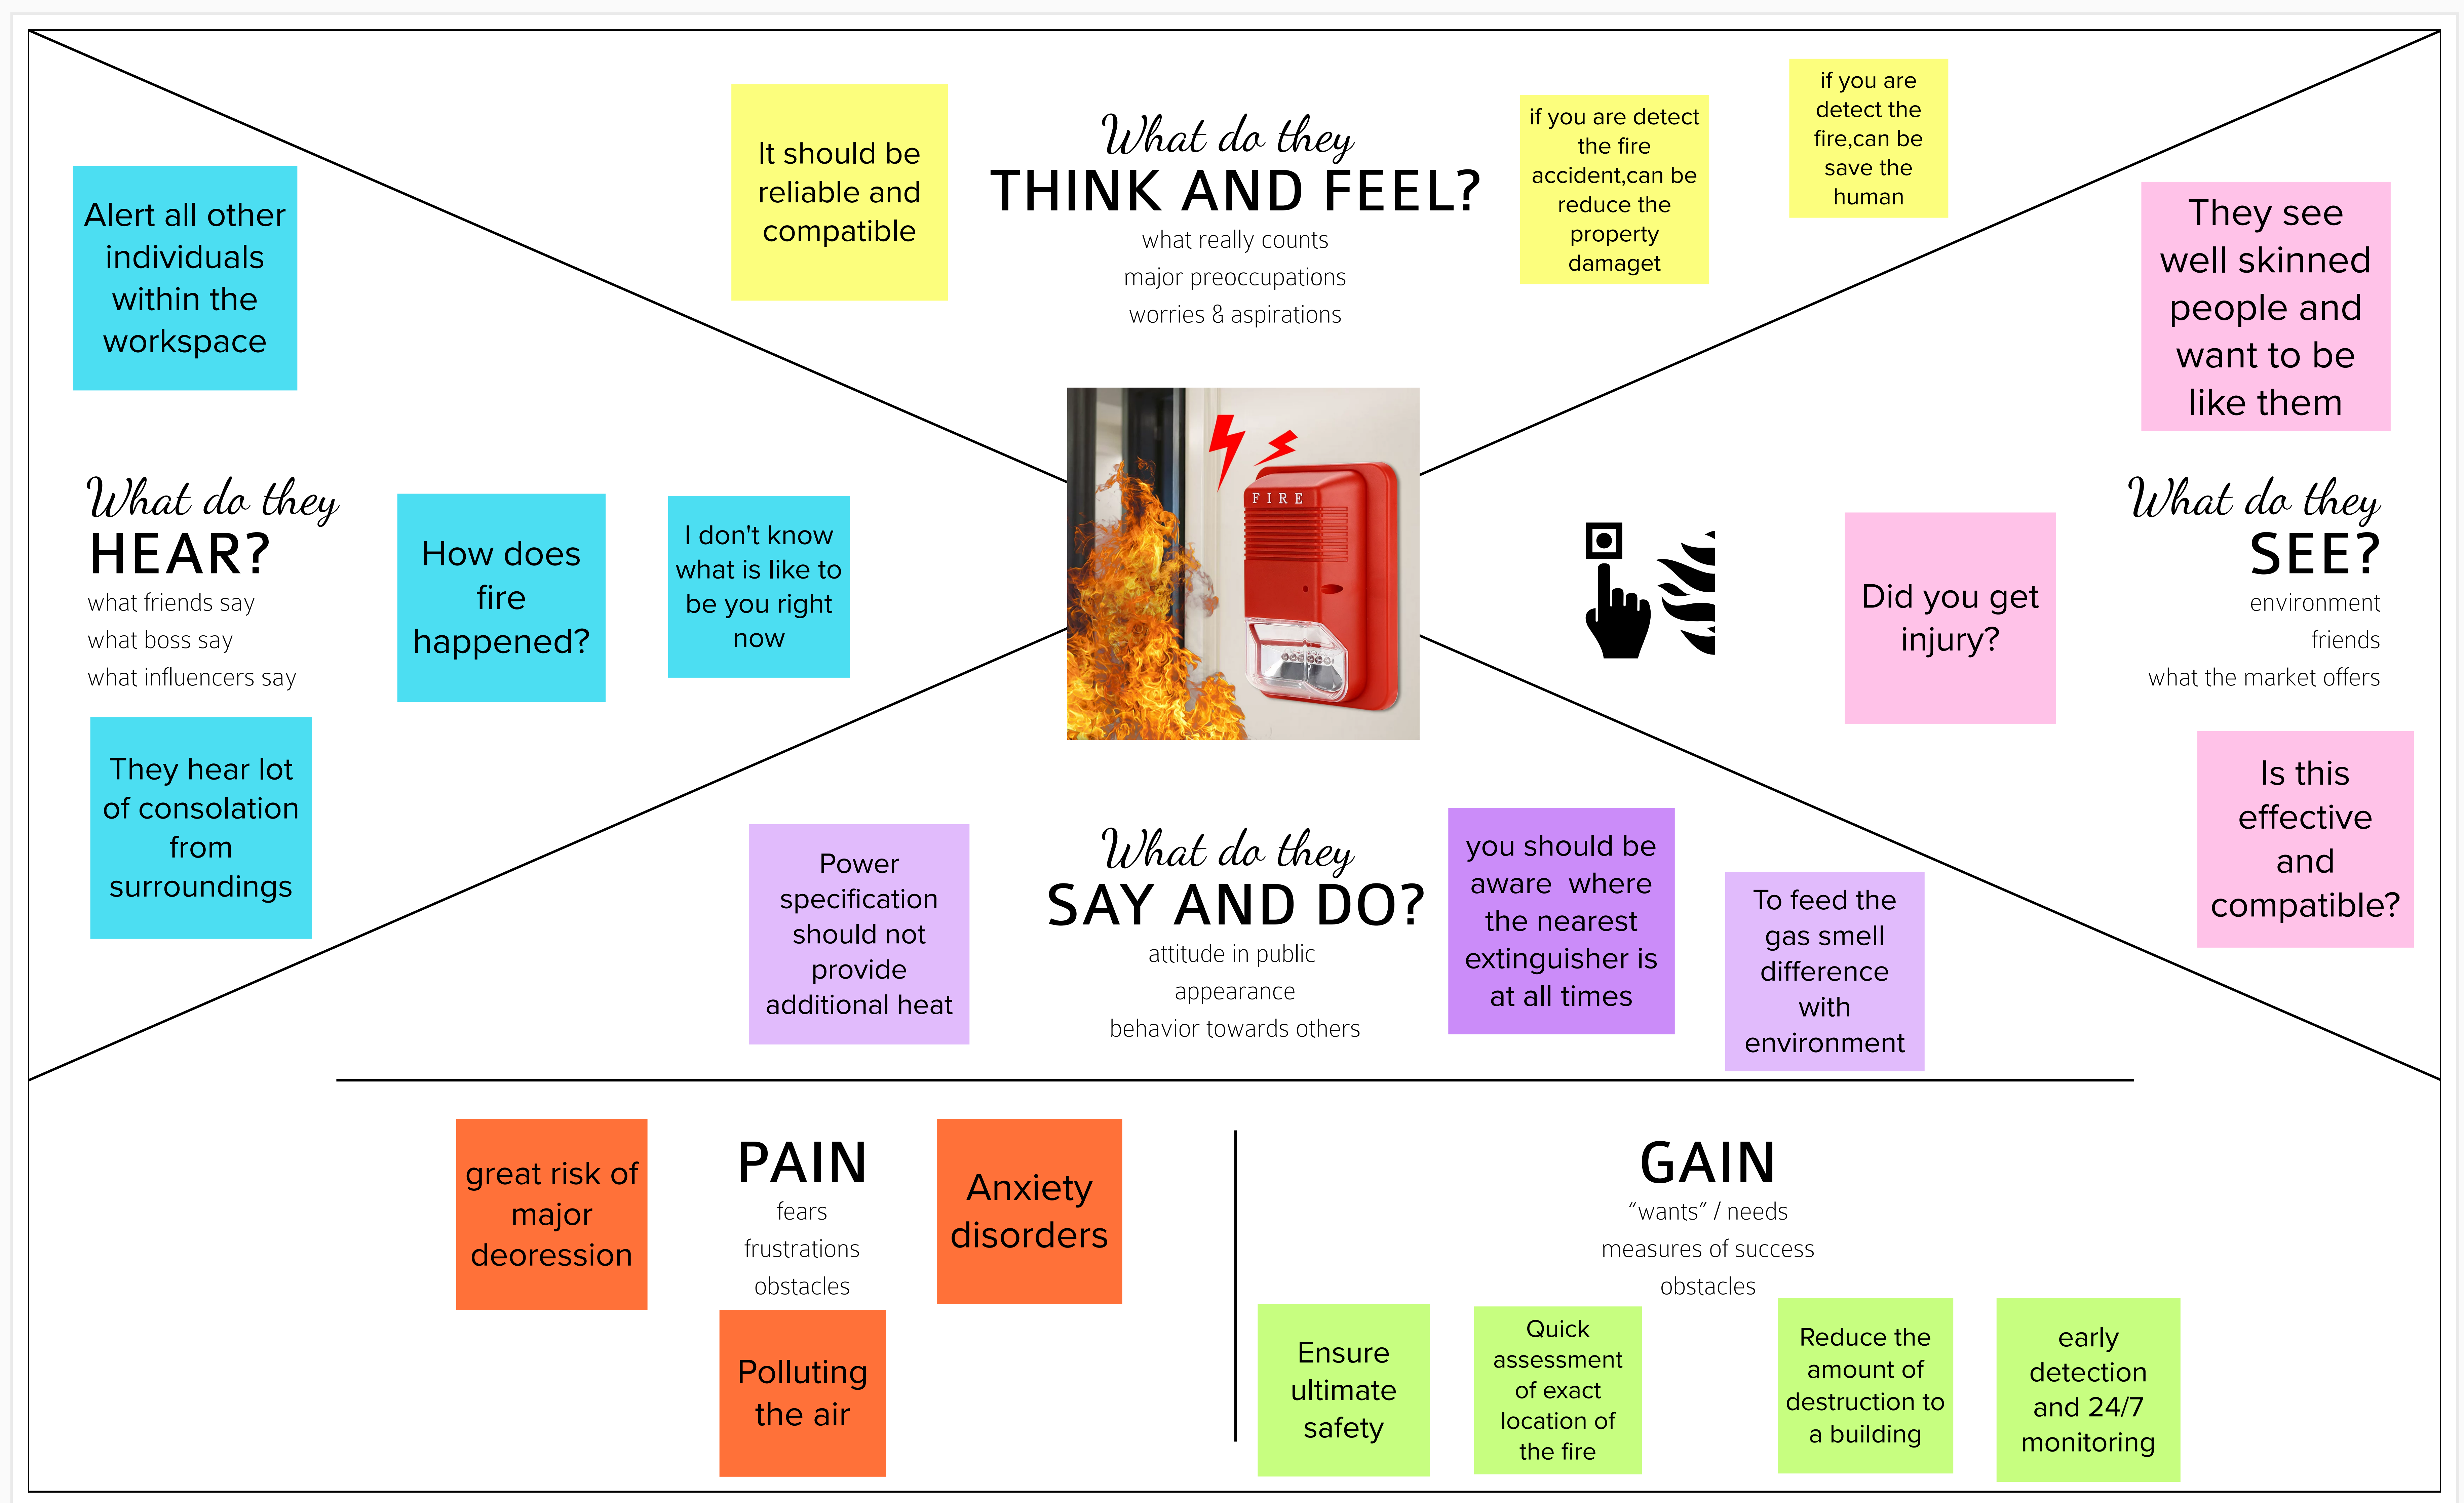 What do they
THINK AND FEEL?
what really counts
major preoccupations
worries & aspirations
It should be
reliable and
compatible
if you are detect
the fire
accident,can be
reduce the
property
damaget
if you are
detect the
fire,can be
save the
human
Alert all other
individuals
within the
workspace
What do they
HEAR?
what friends say
what boss say
what influencers say
How does
fire
happened?
I don't know
what is like to
be you right
now
They hear lot
of consolation
from
surroundings
FIRE
They see
well skinned
people and
want to be
like them
What do they
SEE?
environment
friends
what the market offers
Did you get
injury?
Is this
effective
and
compatible?
What do they
SAY AND DO?
attitude in public
appearance
behavior towards others
Power
specification
should not
provide
additional heat
you should be
aware  where
the nearest
extinguisher is
at all times
To feed the
gas smell
difference
with
environment
PAIN
fears
frustrations
obstacles
great risk of
major
deoression
Anxiety
disorders
Polluting
the air
GAIN
“wants” / needs
measures of success
obstacles
Ensure
ultimate
safety
Quick
assessment
of exact
location of
the fire
Reduce the
amount of
destruction to
a building
early
detection
and 24/7
monitoring